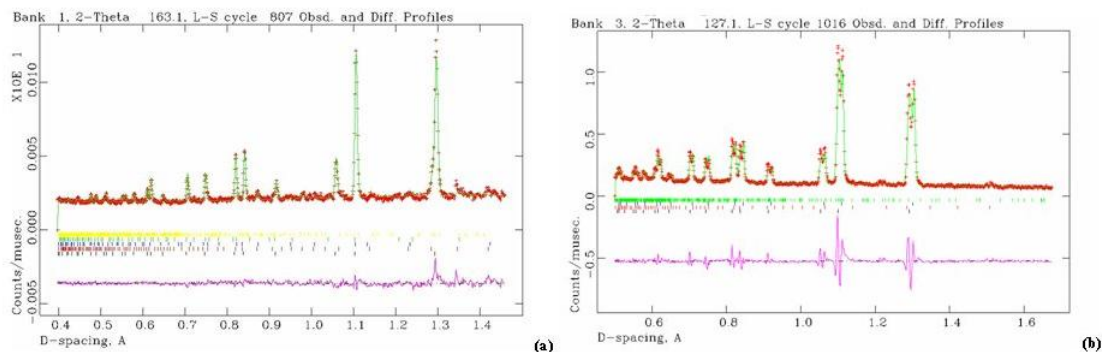 Bank 1, 2-Theta 163.1, L-S cycle 807 Obsd. and Diff. Profiles
X10E 1
0.010
0.005
0.000
-0.005
Counts/musec.
0.4 0.5 0.6 0.7 0.8 0.9 1.0 1.1 1.2 1.3 1.4
D-spacing, A
(a)
Bank 3, 2-Theta 127.1, L-S cycle 1016 Obsd. and Diff. Profiles
1.0
0.5
0.0
-0.5
Counts/musec.
0.6 0.8 1.0 1.2 1.4 1.6
D-spacing, A
(b)